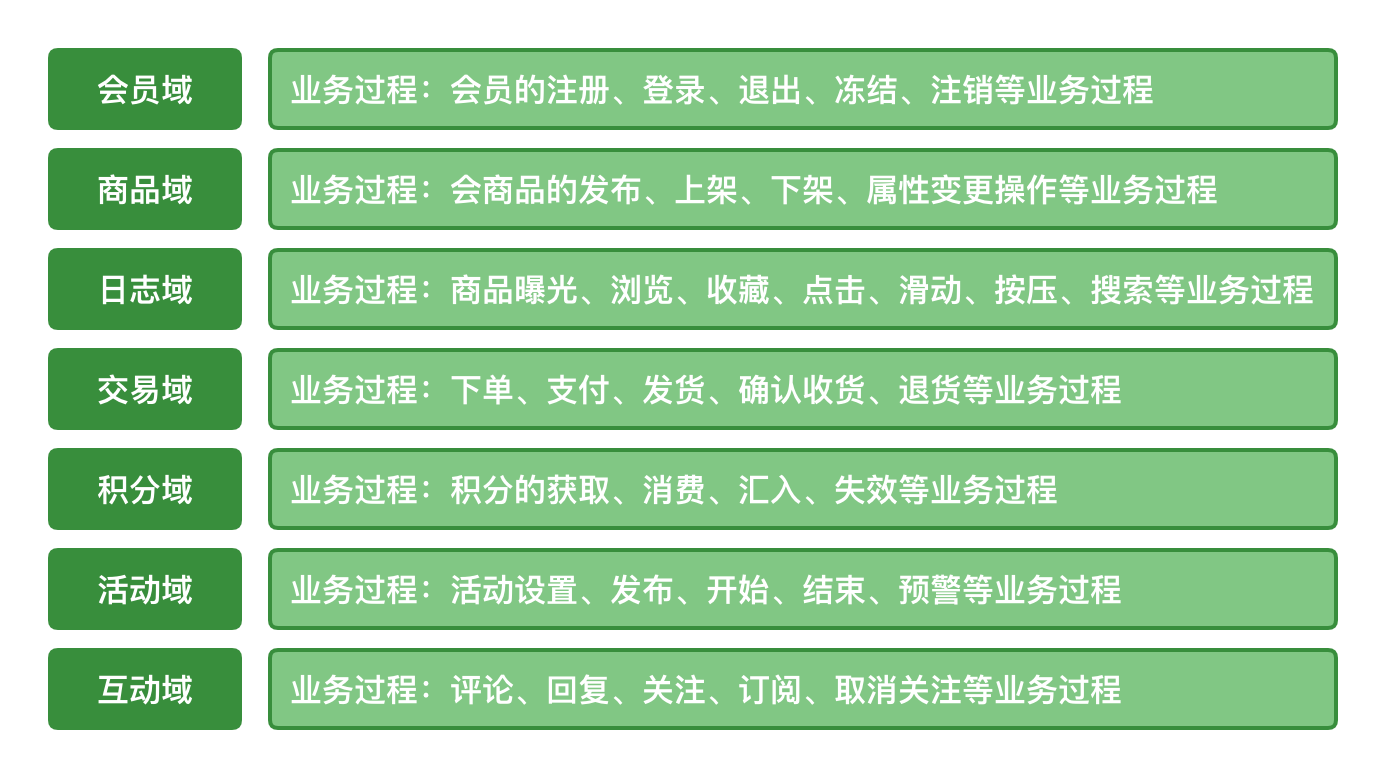 会员域
业务过程：会员的注册、登录、退出、冻结、注销等业务过程
商品域
业务过程：会商品的发布、上架、下架、属性变更操作等业务过程
日志域
业务过程：商品曝光、浏览、收藏、点击、滑动、按压、搜索等业务过程
交易域
业务过程：下单、支付、发货、确认收货、退货等业务过程
积分域
业务过程：积分的获取、消费、汇入、失效等业务过程
活动域
业务过程：活动设置、发布、开始、结束、预警等业务过程
互动域
业务过程：评论、回复、关注、订阅、取消关注等业务过程